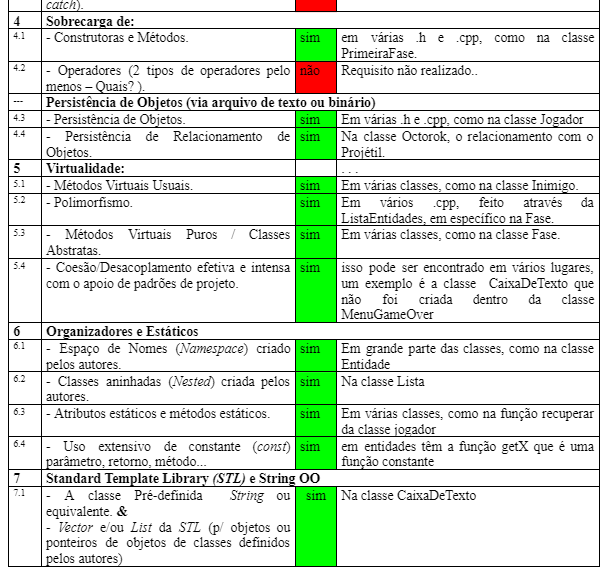 catch).
4 Sobrecarga de:
4.1 - Construtoras e Métodos. sim em várias .h e .cpp, como na classe
PrimeiraFase.
4.2 - Operadores (2 tipos de operadores pelo não Requisito não realizado..
menos – Quais? ).
--- Persistência de Objetos (via arquivo de texto ou binário)
4.3 - Persistência de Objetos. sim Em várias .h e .cpp, como na classe Jogador
4.4 - Persistência de Relacionamento de sim Na classe Octorok, o relacionamento com o
Objetos. Projétil.
5 Virtualidade: . . .
5.1 - Métodos Virtuais Usuais. sim Em várias classes, como na classe Inimigo.
5.2 - Polimorfismo. sim Em vários .cpp, feito através da
ListaEntidades, em específico na Fase.
5.3 - Métodos Virtuais Puros / Classes sim Em várias classes, como na classe Fase.
Abstratas.
5.4 - Coesão/Desacoplamento efetiva e intensa sim isso pode ser encontrado em vários lugares,
com o apoio de padrões de projeto. um exemplo é a classe CaixaDeTexto que
não foi criada dentro da classe
MenuGameOver
6 Organizadores e Estáticos
6.1 - Espaço de Nomes (Namespace) criado sim Em grande parte das classes, como na classe
pelos autores. Entidade
6.2 - Classes aninhadas (Nested) criada pelos sim Na classe Lista
autores.
6.3 - Atributos estáticos e métodos estáticos. sim Em várias classes, como na função recuperar
da classe jogador
6.4 - Uso extensivo de constante (const) sim em entidades têm a função getX que é uma
parâmetro, retorno, método... função constante
7 Standard Template Library (STL) e String OO
7.1 - A classe Pré-definida String ou sim Na classe CaixaDeTexto
equivalente. &
- Vector e/ou List da STL (p/ objetos ou
ponteiros de objetos de classes definidos
pelos autores)